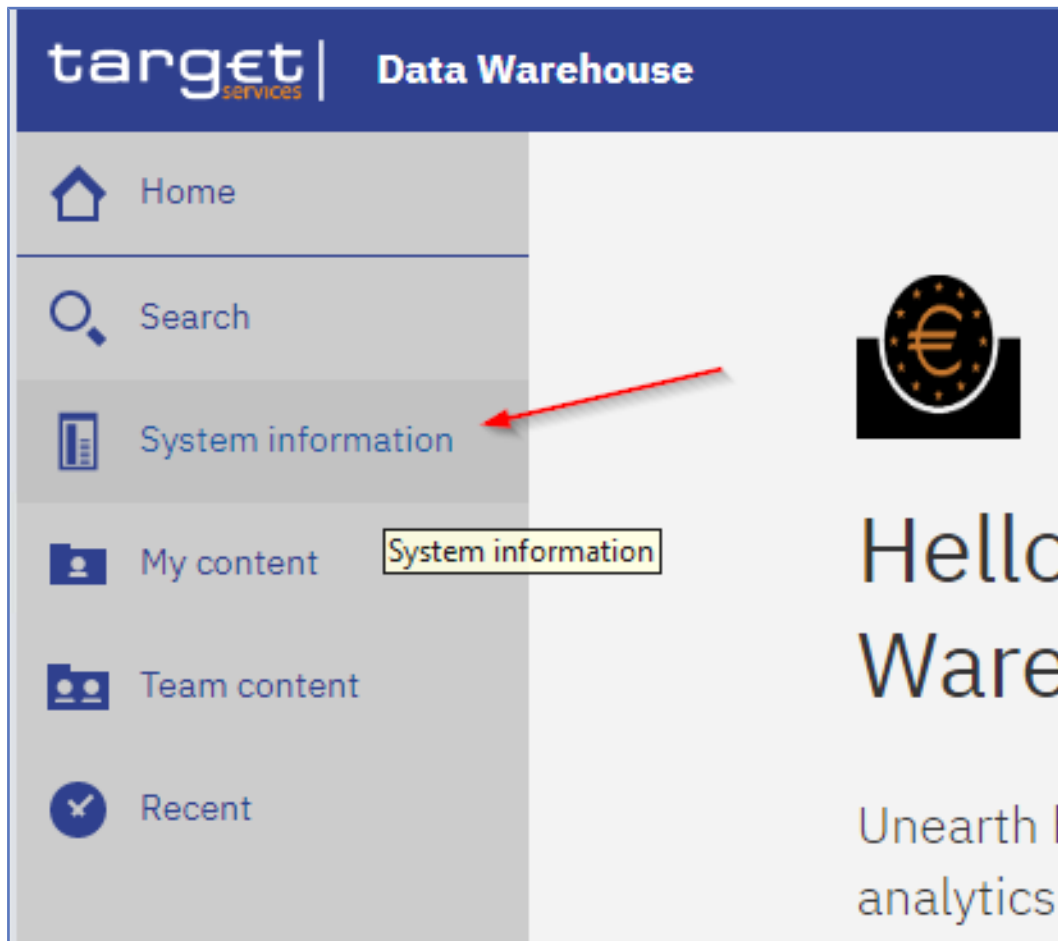 target services | Data Warehouse
Home
Search
System information
System information
My content
Team content
Recent
Hello
Ware
Unearth
analytics